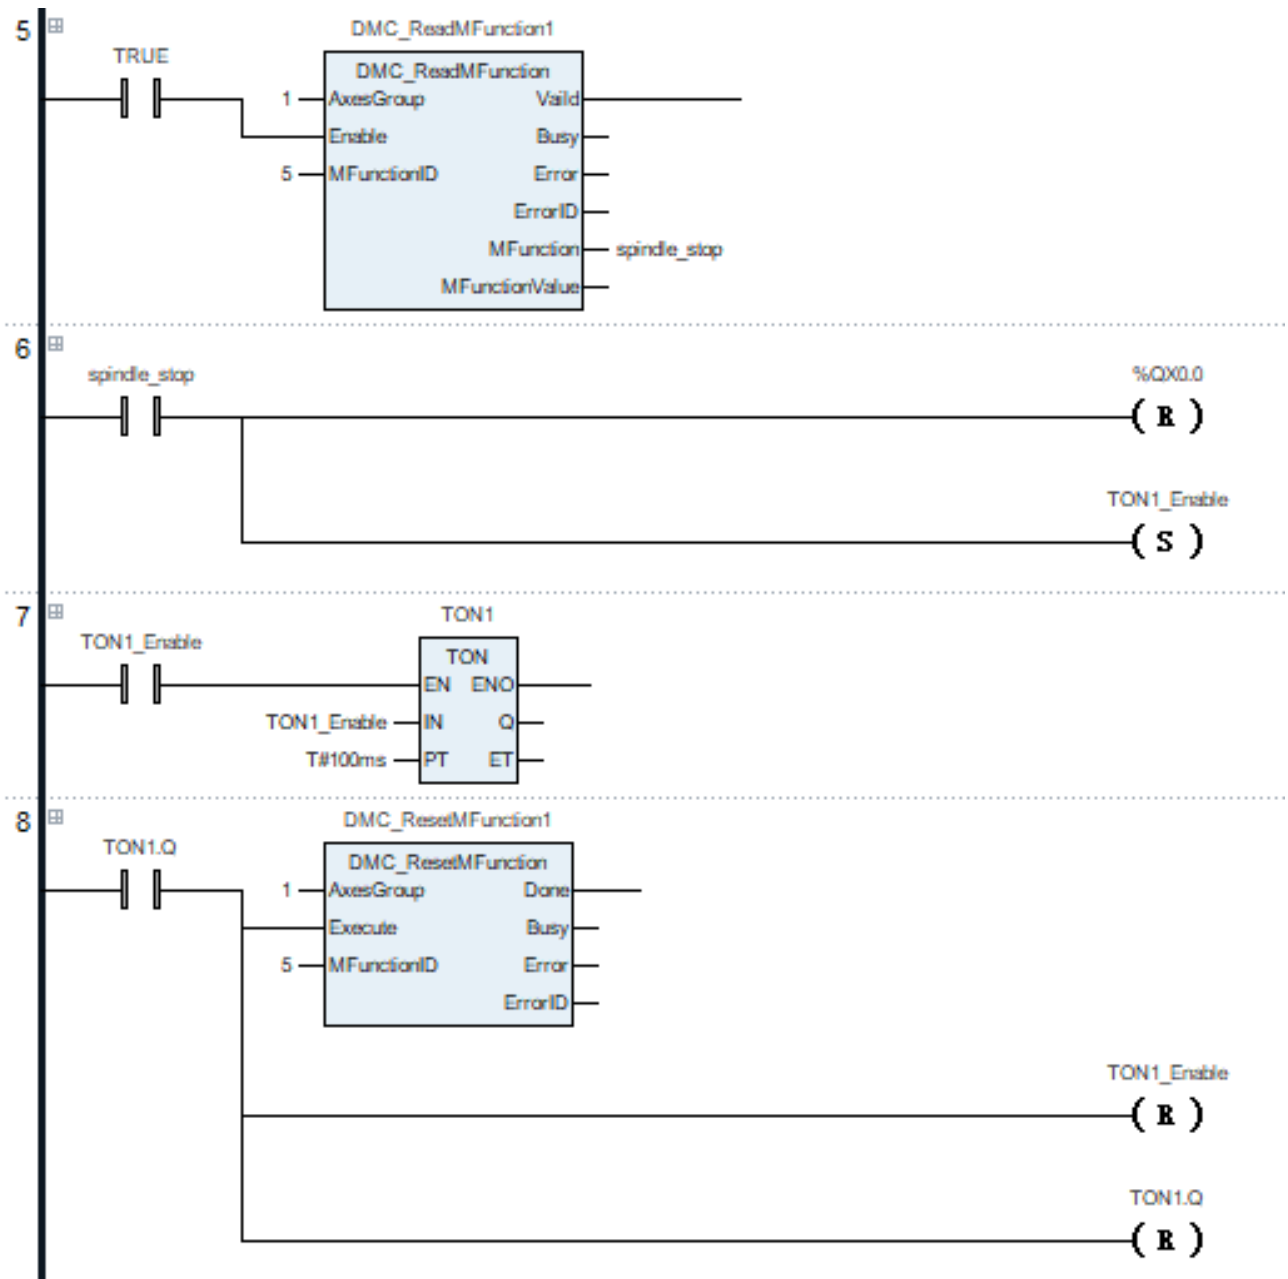 5
DMC_ReadMFunction1
TRUE
DMC_ReadMFunction
1 AxesGroup Vaild
Enable Busy
5 MFunctionID Error
ErrorID
MFunction spindle_stop
MFunctionValue
6
spindle_stop %QX0.0
( R )
TON1_Enable
( S )
7
TON1
TON1_Enable
TON
EN ENO
TON1_Enable IN Q
T#100ms PT ET
8
DMC_ResetMFunction1
TON1.Q
DMC_ResetMFunction
1 AxesGroup Done
Execute Busy
5 MFunctionID Error
ErrorID
TON1_Enable
( R )
TON1.Q
( R )